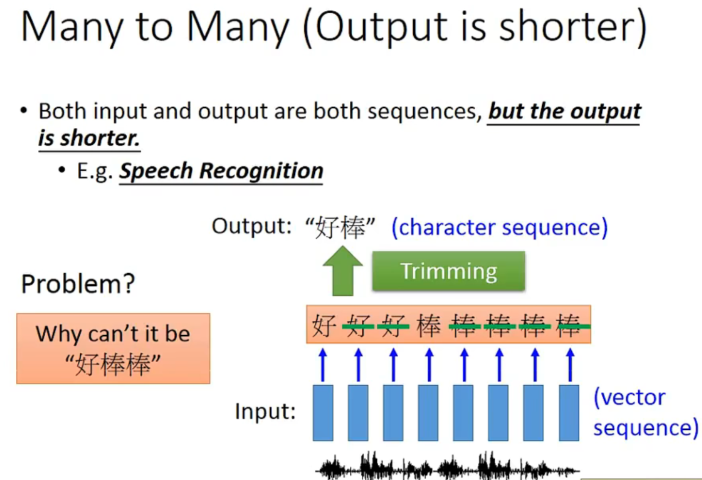 Many to Many (Output is shorter)
• Both input and output are both sequences, but the output
is shorter.
• E.g. Speech Recognition
Output: “好棒” (character sequence)
Trimming
Problem?
Why can't it be
“好棒棒”
好 好 好 棒 棒 棒 棒 棒
Input:
(vector
sequence)